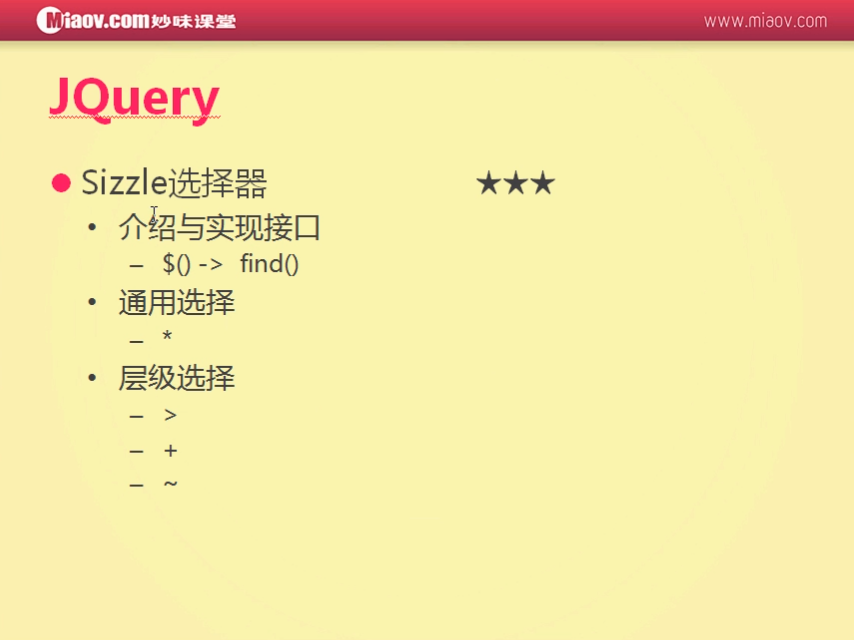 Miaov.com妙味课堂
www.miaov.com
JQuery
Sizzle选择器 ★★★
• 介绍与实现接口
– $() -> find()
• 通用选择
– *
• 层级选择
– >
– +
– ~